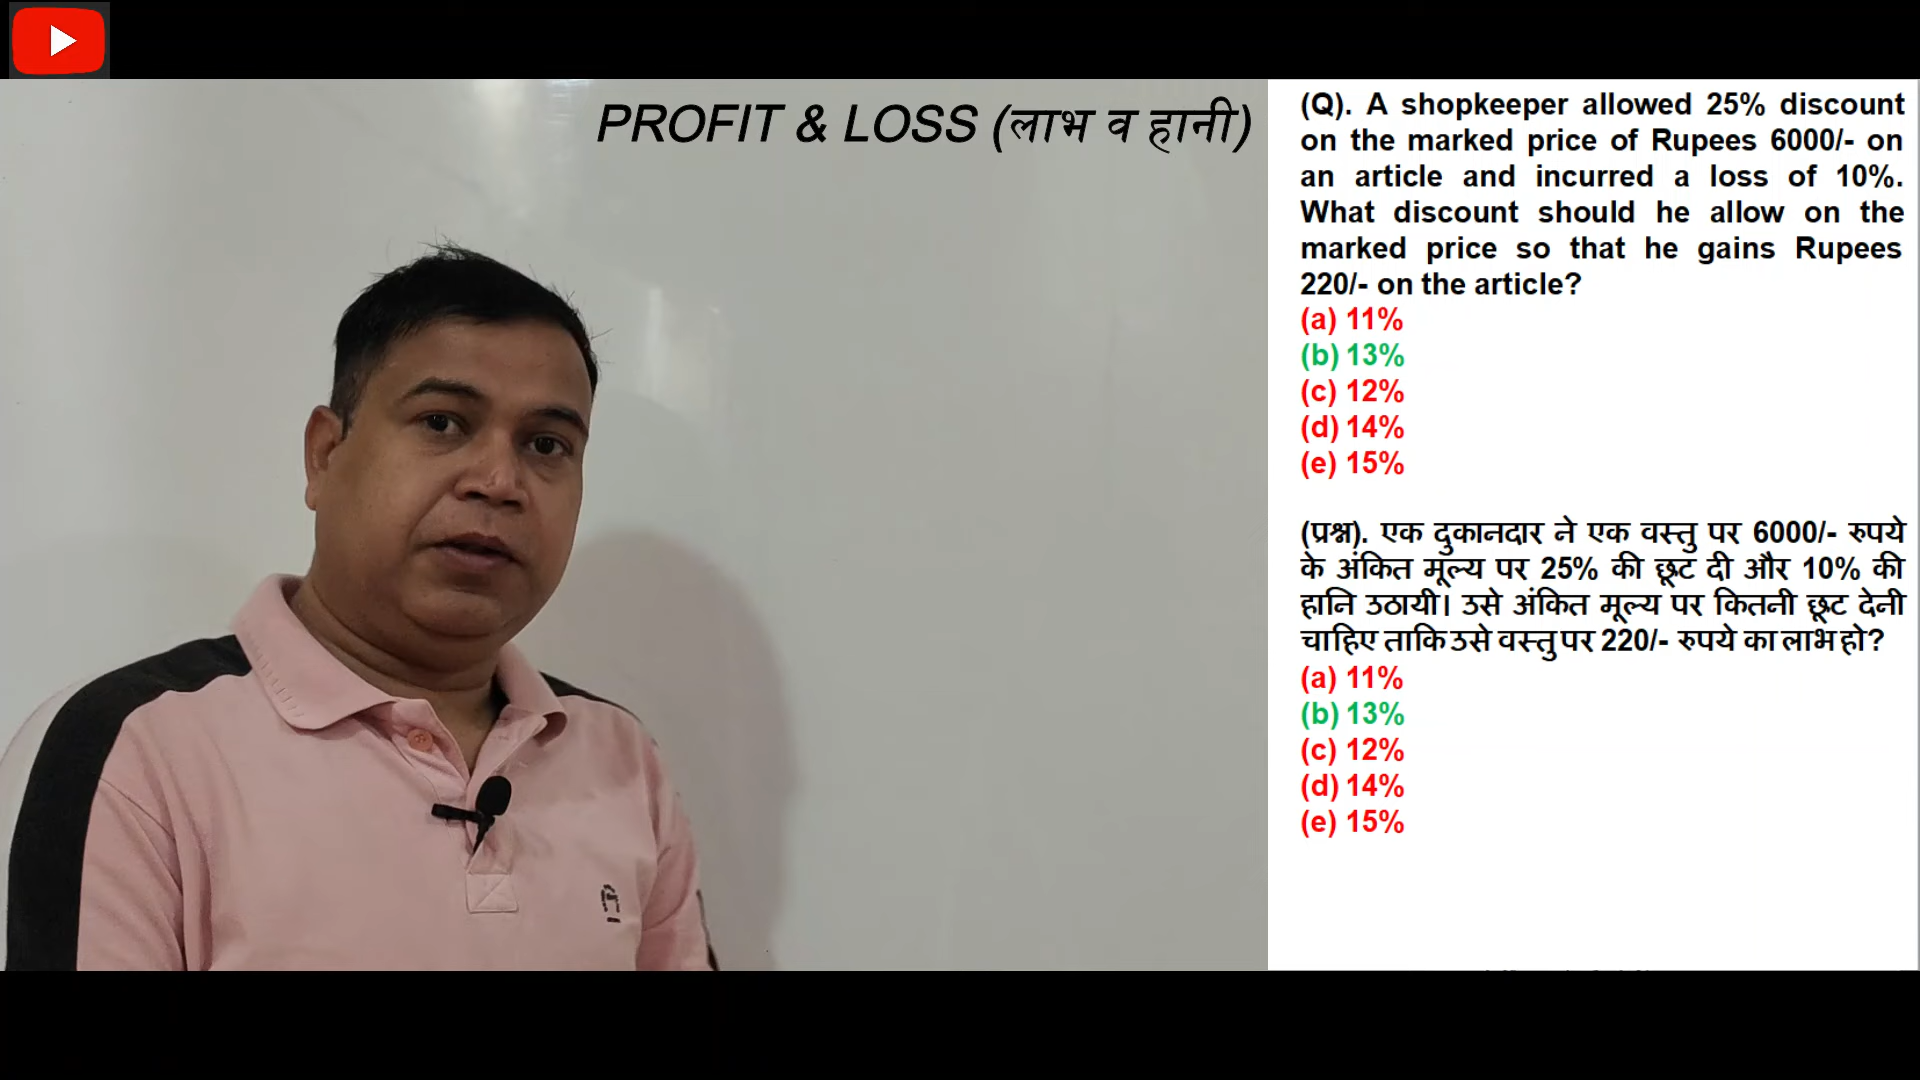 PROFIT & LOSS (लाभ व हानी)
(Q). A shopkeeper allowed 25% discount
on the marked price of Rupees 6000/- on
an article and incurred a loss of 10%.
What discount should he allow on the
marked price so that he gains Rupees
220/- on the article?
(a) 11%
(b) 13%
(c) 12%
(d) 14%
(e) 15%
(प्रश्न). एक दुकानदार ने एक वस्तु पर 6000/- रुपये
के अंकित मूल्य पर 25% की छूट दी और 10% की
हानि उठायी। उसे अंकित मूल्य पर कितनी छूट देनी
चाहिए ताकि उसे वस्तु पर 220/- रुपये का लाभ हो?
(a) 11%
(b) 13%
(c) 12%
(d) 14%
(e) 15%